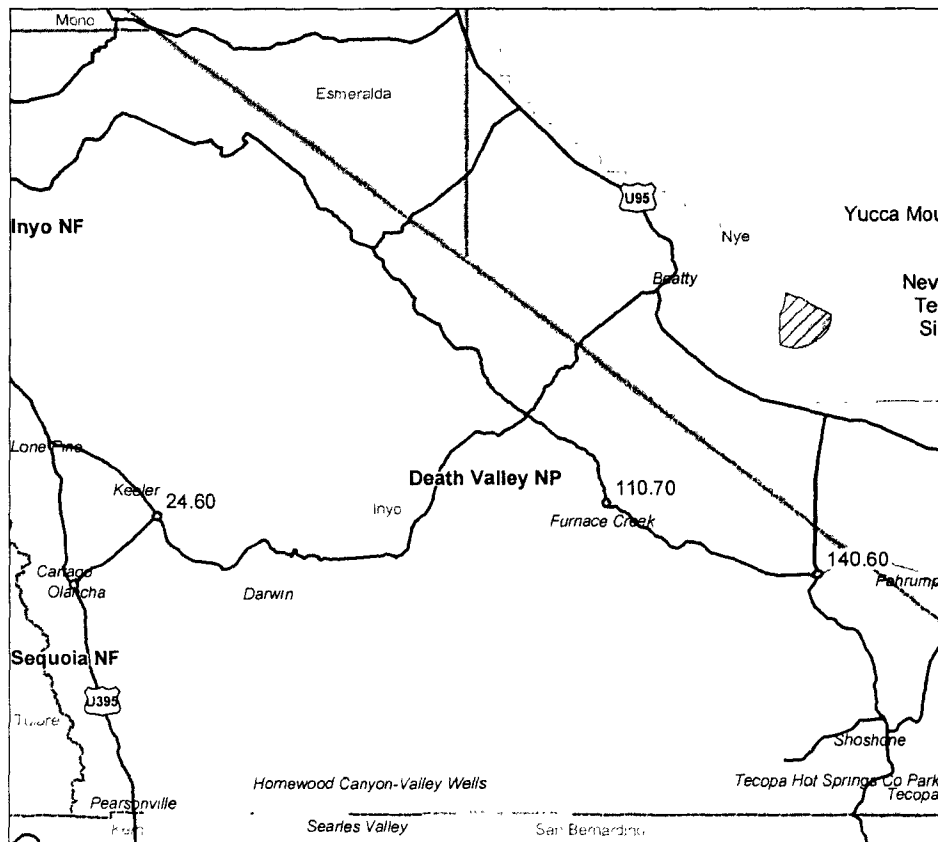 Mono
Esmeralda
U95
Inyo NF
Yucca Mou
Nye
Beatty
Nev
Te
Si
Lone Pine
Death Valley NP
Keeler
24.60
110.70
Inyo
Furnace Creek
Cartago
140.60
Olancha
Darwin
Pahrump
Sequoia NF
U395
Tulare
Shoshone
Homewood Canyon-Valley Wells
Tecopa Hot Springs Co Park
Tecopa
Pearsonville
Kern
Searles Valley
San Bernardino